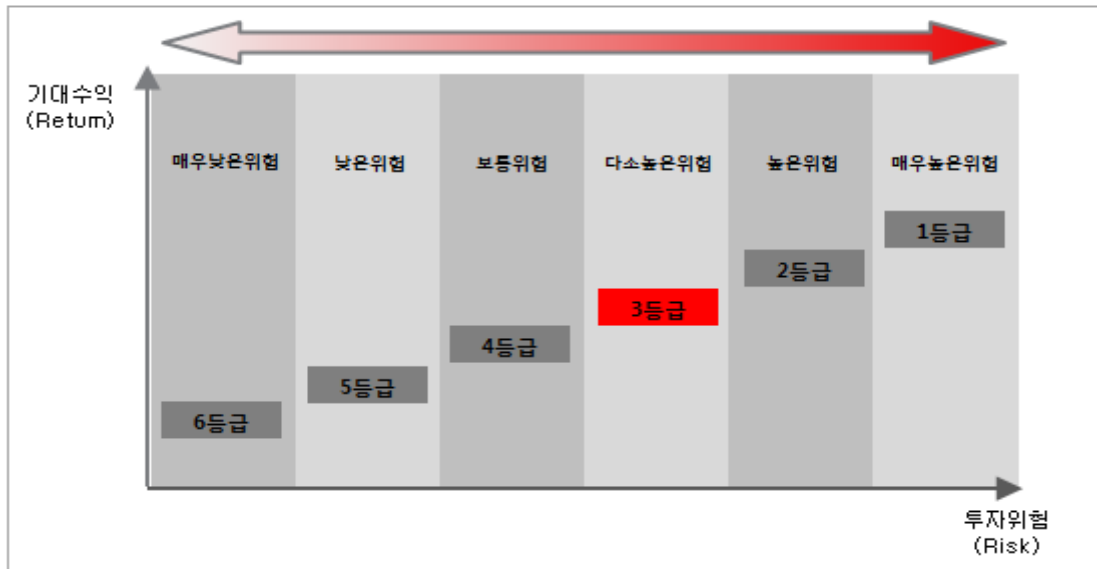 기대수익
(Return)
매우낮은위험 낮은위험 보통위험 다소높은위험 높은위험 매우높은위험
1등급
2등급
3등급
4등급
5등급
6등급
투자위험
(Risk)